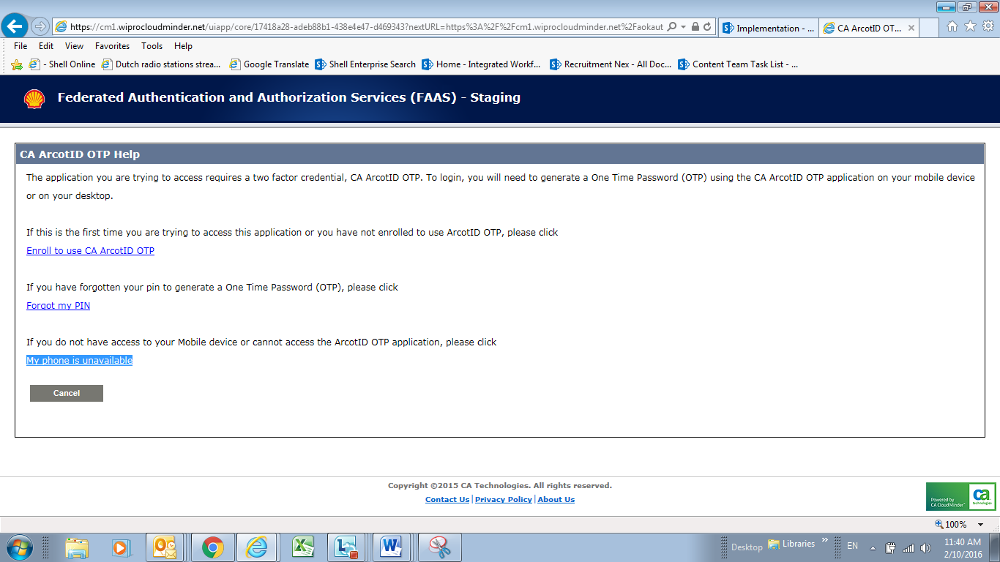 https://cm1.wiprocloudminder.net/uiapp/core/17418a28-adeb88b1-438e4e47-d469343?nextURL=https%3A%2F%2Fcm1.wiprocloudminder.net%2Faokaut
Implementation - ...
CA ArcotID OT...
File Edit View Favorites Tools Help
- Shell Online
Dutch radio stations strea...
Google Translate
Shell Enterprise Search
Home - Integrated Workf...
Recruitment Nex - All Doc...
Content Team Task List - ...
Federated Authentication and Authorization Services (FAAS) - Staging
CA ArcotID OTP Help
The application you are trying to access requires a two factor credential, CA ArcotID OTP. To login, you will need to generate a One Time Password (OTP) using the CA ArcotID OTP application on your mobile device
or on your desktop.
If this is the first time you are trying to access this application or you have not enrolled to use ArcotID OTP, please click
Enroll to use CA ArcotID OTP
If you have forgotten your pin to generate a One Time Password (OTP), please click
Forgot my PIN
If you do not have access to your Mobile device or cannot access the ArcotID OTP application, please click
My phone is unavailable
Cancel
Copyright ©2015 CA Technologies. All rights reserved.
Contact Us | Privacy Policy | About Us
Powered by
CA CloudMinder™
ca
technologies
100%
Desktop
Libraries
EN
11:40 AM
2/10/2016